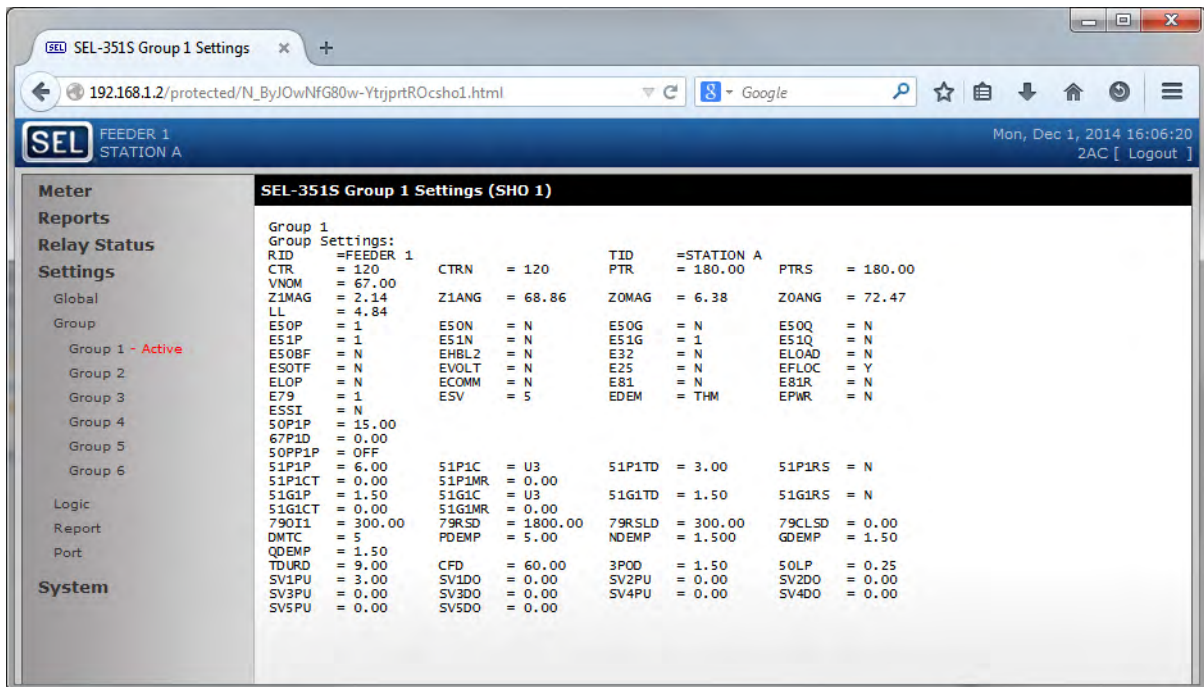 SEL SEL-351S Group 1 Settings × +
192.168.1.2/protected/N_ByJOwNfG80w-YtrjprtROcsho1.html 8 Google
SEL FEEDER 1 Mon, Dec 1, 2014 16:06:20
STATION A 2AC [ Logout ]
Meter
Reports
Relay Status
Settings
Global
Group
Group 1 - Active
Group 2
Group 3
Group 4
Group 5
Group 6
Logic
Report
Port
System
SEL-351S Group 1 Settings (SHO 1)
Group 1
Group Settings:
RID =FEEDER 1 TID =STATION A
CTR = 120 CTRN = 120 PTR = 180.00 PTRS = 180.00
VNOM = 67.00
Z1MAG = 2.14 Z1ANG = 68.86 Z0MAG = 6.38 Z0ANG = 72.47
LL = 4.84
E50P = 1 E50N = N E50G = N E50Q = N
E51P = 1 E51N = N E51G = 1 E51Q = N
E50BF = N EHBL2 = N E32 = N ELOAD = N
ESOTF = N EVOLT = N E25 = N EFLOC = Y
ELOP = N ECOMM = N E81 = N E81R = N
E79 = 1 ESV = 5 EDEM = THM EPWR = N
ESSI = N
50P1P = 15.00
67P1D = 0.00
50PP1P = OFF
51P1P = 6.00 51P1C = U3 51P1TD = 3.00 51P1RS = N
51P1CT = 0.00 51P1MR = 0.00
51G1P = 1.50 51G1C = U3 51G1TD = 1.50 51G1RS = N
51G1CT = 0.00 51G1MR = 0.00
79OI1 = 300.00 79RSD = 1800.00 79RSLD = 300.00 79CLSD = 0.00
DMTC = 5 PDEMP = 5.00 NDEMP = 1.500 GDEMP = 1.50
QDEMP = 1.50
TDURD = 9.00 CFD = 60.00 3POD = 1.50 50LP = 0.25
SV1PU = 3.00 SV1DO = 0.00 SV2PU = 0.00 SV2DO = 0.00
SV3PU = 0.00 SV3DO = 0.00 SV4PU = 0.00 SV4DO = 0.00
SV5PU = 0.00 SV5DO = 0.00